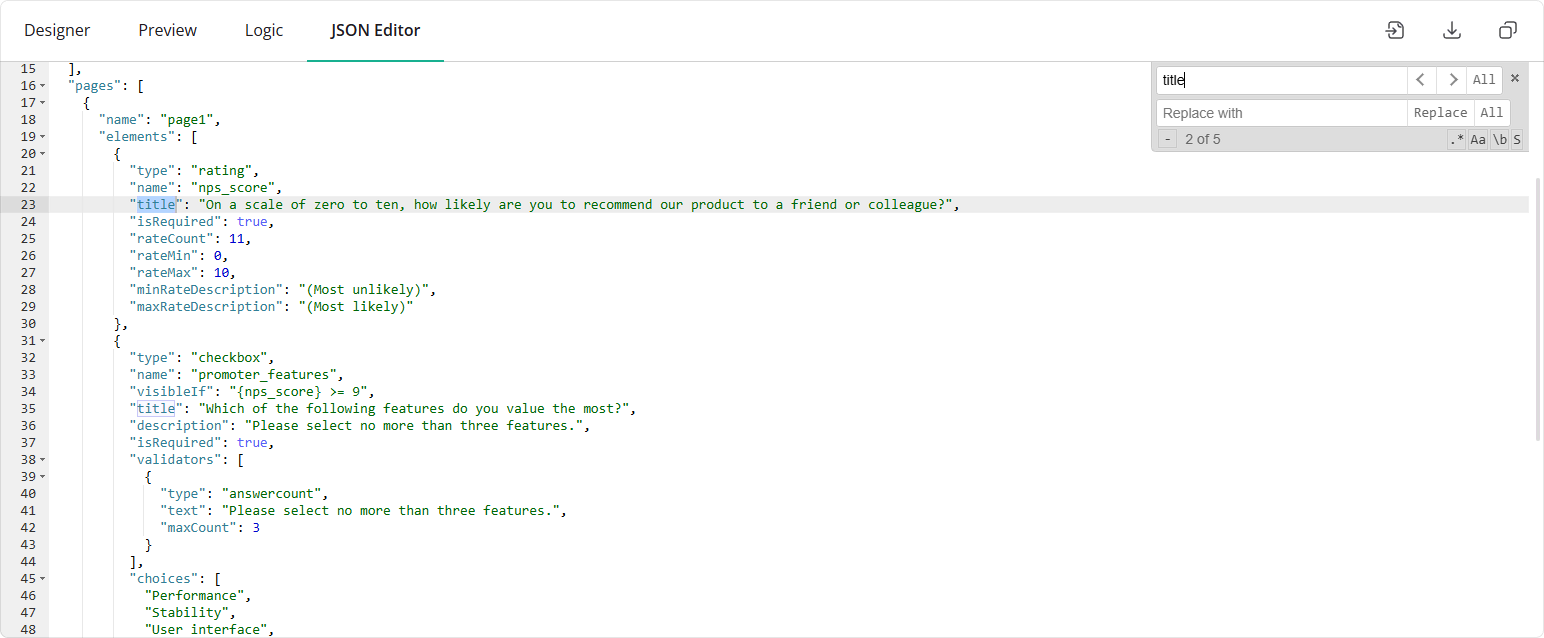 Designer Preview Logic JSON Editor
title All
Replace with Replace All
- 2 of 5 .* Aa \b S
15 ],
16 "pages": [
17 {
18 "name": "page1",
19 "elements": [
20 {
21 "type": "rating",
22 "name": "nps_score",
23 "title": "On a scale of zero to ten, how likely are you to recommend our product to a friend or colleague?",
24 "isRequired": true,
25 "rateCount": 11,
26 "rateMin": 0,
27 "rateMax": 10,
28 "minRateDescription": "(Most unlikely)",
29 "maxRateDescription": "(Most likely)"
30 },
31 {
32 "type": "checkbox",
33 "name": "promoter_features",
34 "visibleIf": "{nps_score} >= 9",
35 "title": "Which of the following features do you value the most?",
36 "description": "Please select no more than three features.",
37 "isRequired": true,
38 "validators": [
39 {
40 "type": "answercount",
41 "text": "Please select no more than three features.",
42 "maxCount": 3
43 }
44 ],
45 "choices": [
46 "Performance",
47 "Stability",
48 "User interface",